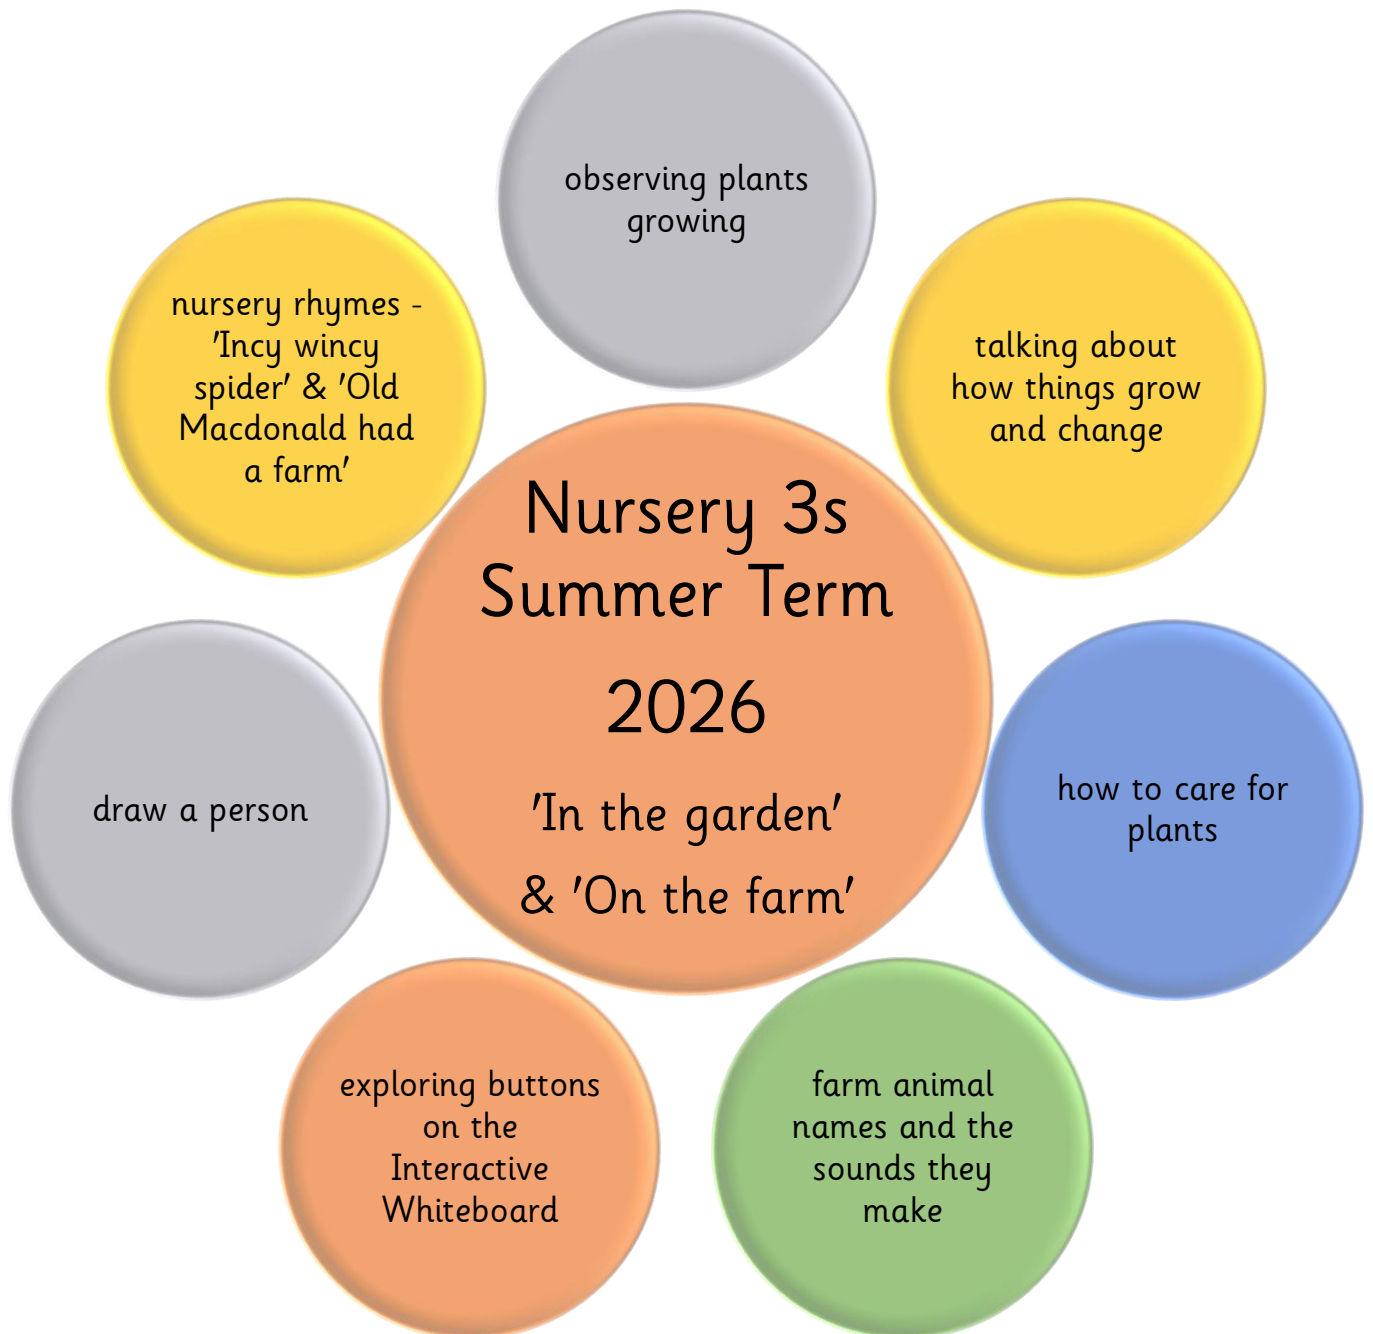 observing plants
growing
talking about
how things grow
and change
how to care for
plants
farm animal
names and the
sounds they
make
exploring buttons
on the
Interactive
Whiteboard
draw a person
nursery rhymes -
'Incy wincy
spider' & 'Old
Macdonald had
a farm'
Nursery 3s
Summer Term
2026
'In the garden'
& 'On the farm'